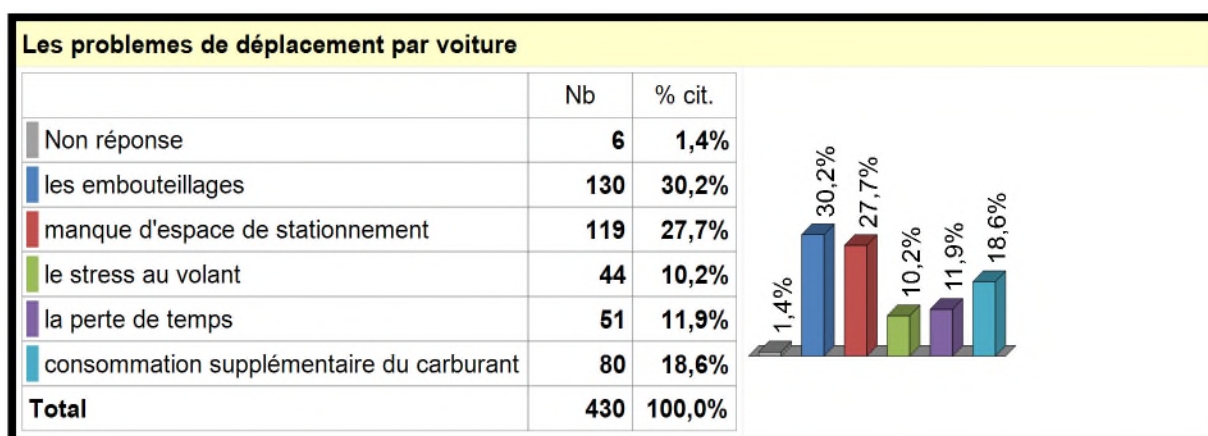 Les problemes de déplacement par voiture
Nb % cit.
Non réponse 6 1,4%
les embouteillages 130 30,2%
manque d'espace de stationnement 119 27,7%
le stress au volant 44 10,2%
la perte de temps 51 11,9%
consommation supplémentaire du carburant 80 18,6%
Total 430 100,0%
1,4%
30,2%
27,7%
10,2%
11,9%
18,6%